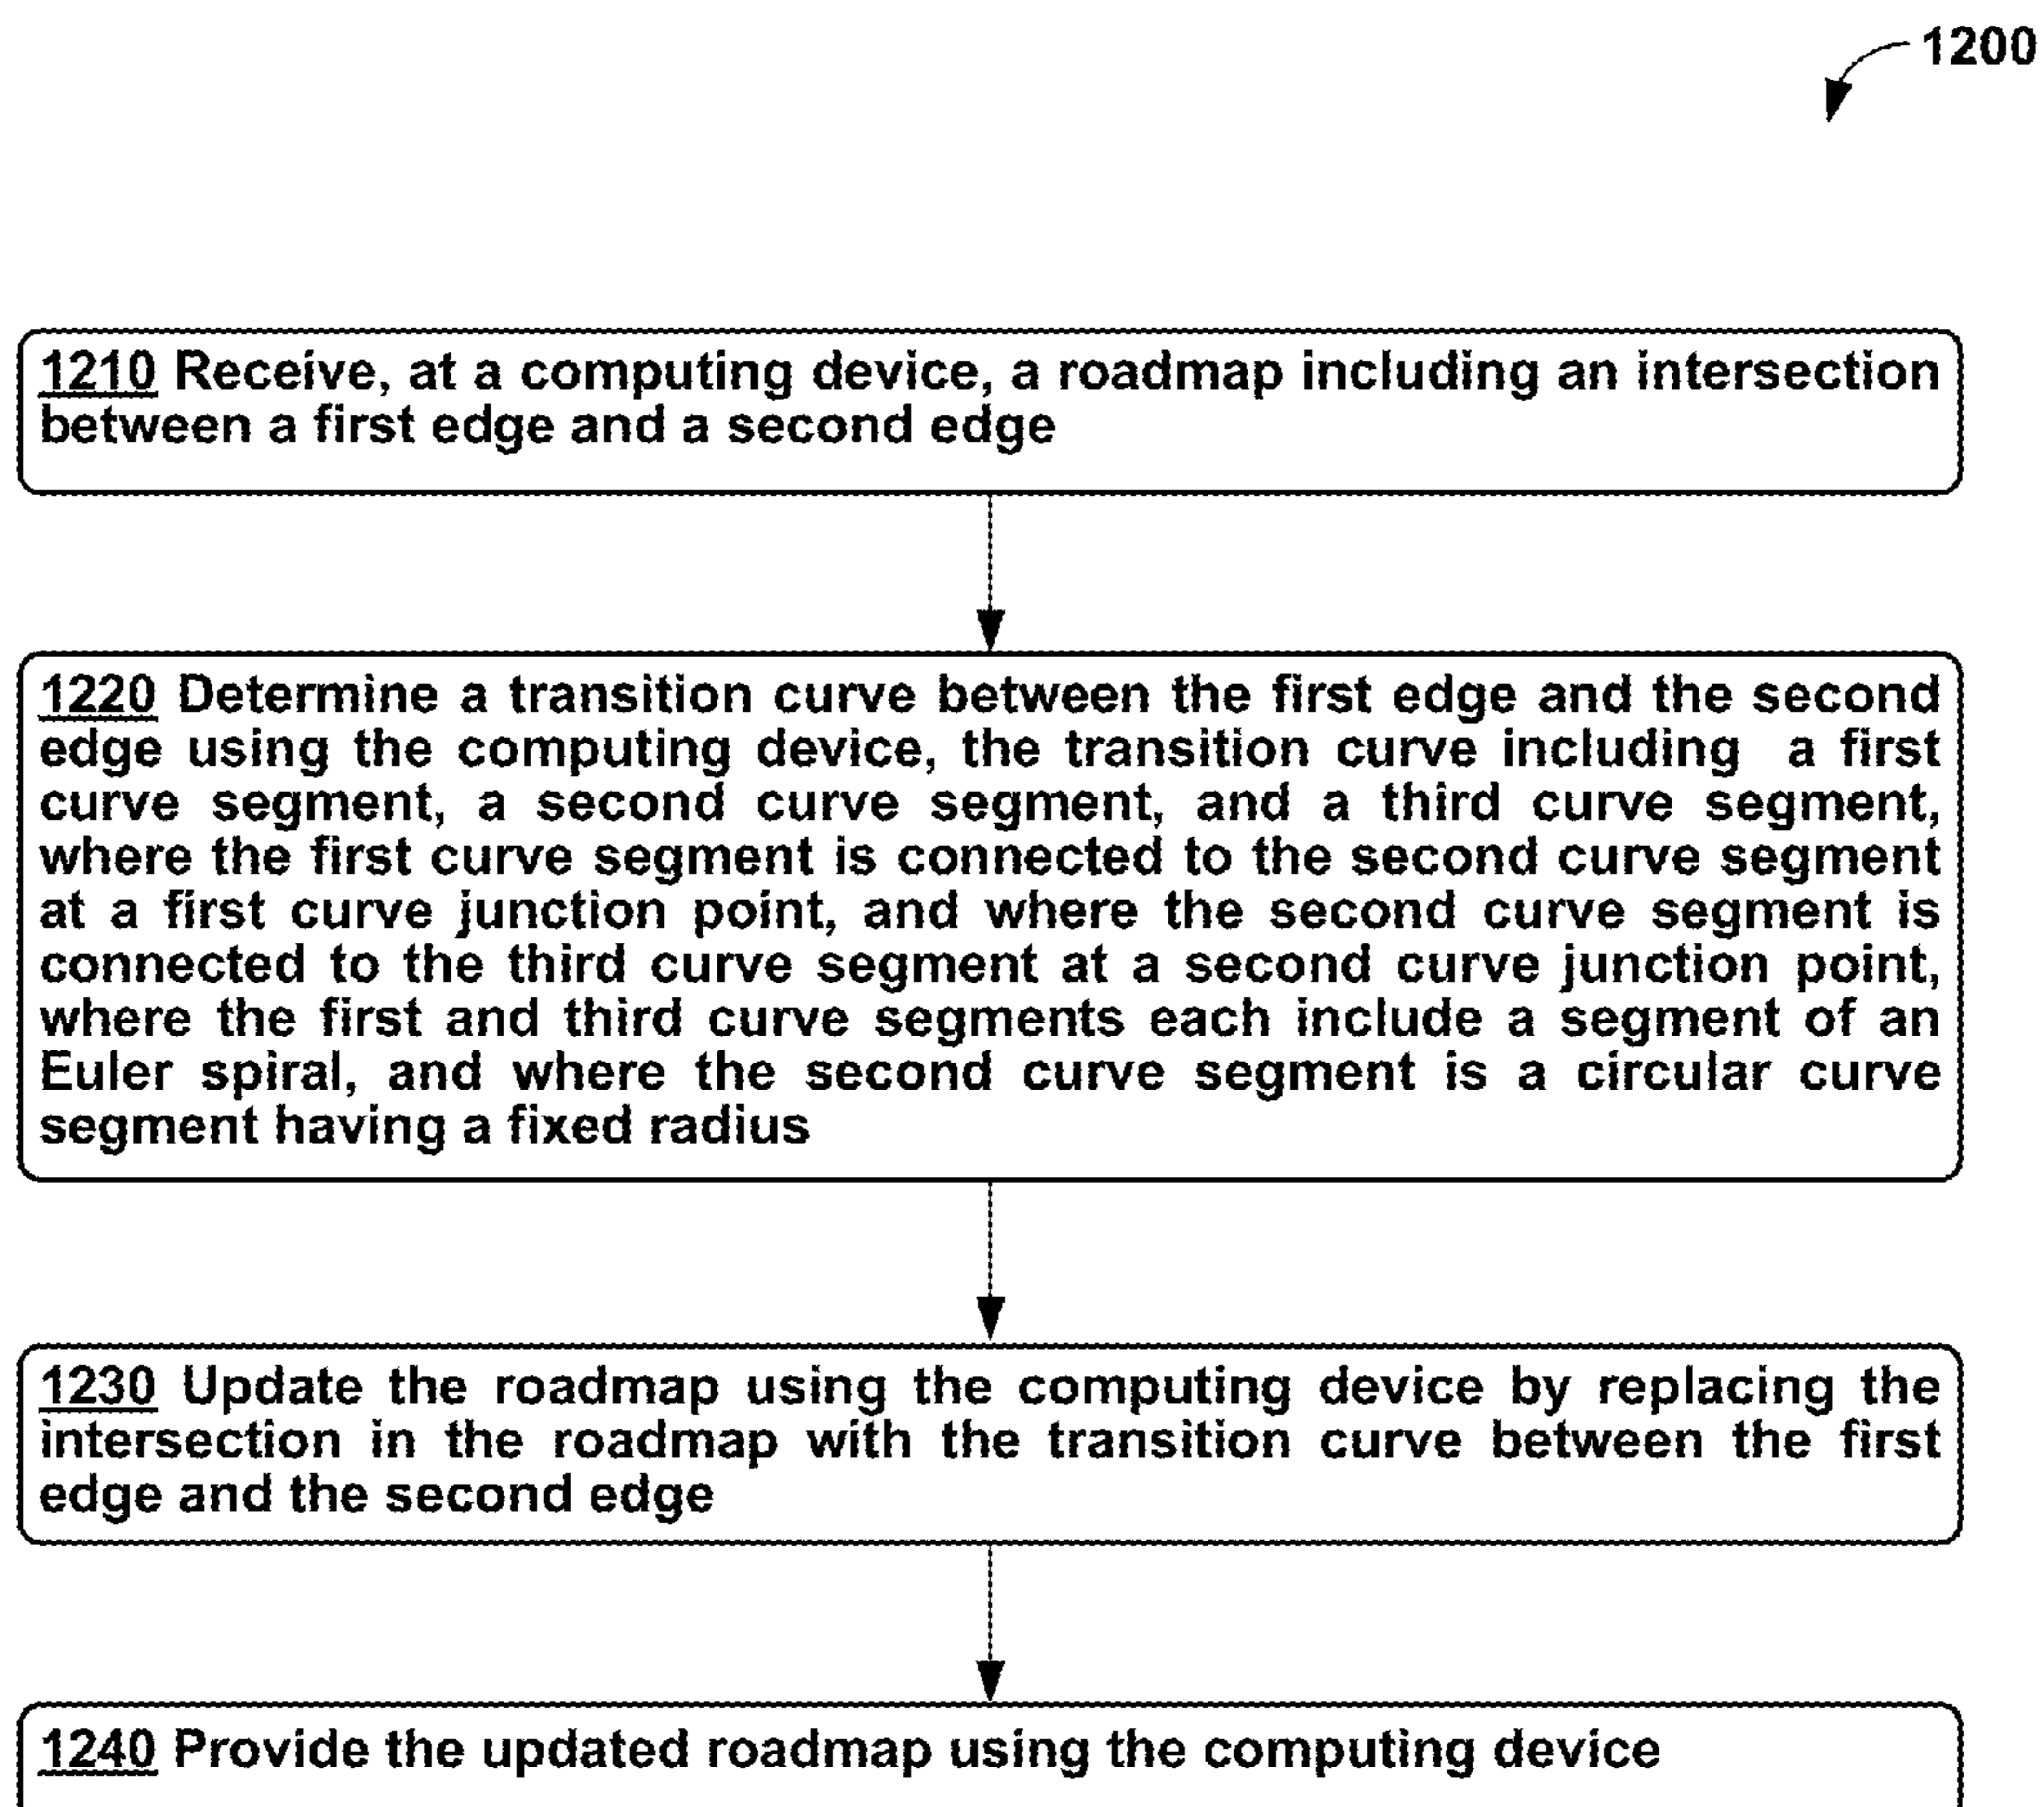 1200
1210 Receive, at a computing device, a roadmap including an intersection
between a first edge and a second edge
1220 Determine a transition curve between the first edge and the second
edge using the computing device, the transition curve including a first
curve segment, a second curve segment, and a third curve segment,
where the first curve segment is connected to the second curve segment
at a first curve junction point, and where the second curve segment is
connected to the third curve segment at a second curve junction point,
where the first and third curve segments each include a segment of an
Euler spiral, and where the second curve segment is a circular curve
segment having a fixed radius
1230 Update the roadmap using the computing device by replacing the
intersection in the roadmap with the transition curve between the first
edge and the second edge
1240 Provide the updated roadmap using the computing device